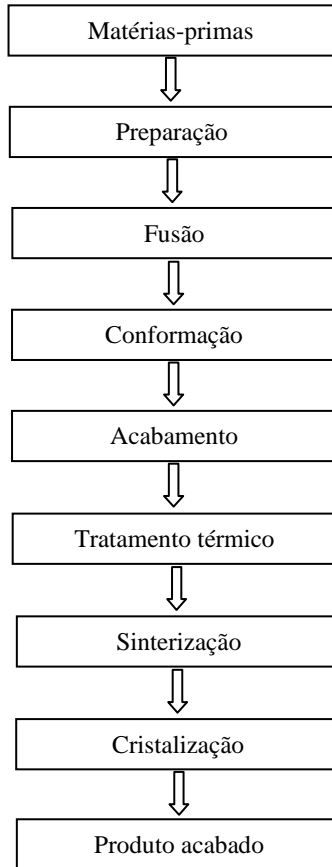 Matérias-primas
Preparação
Fusão
Conformação
Acabamento
Tratamento térmico
Sinterização
Cristalização
Produto acabado